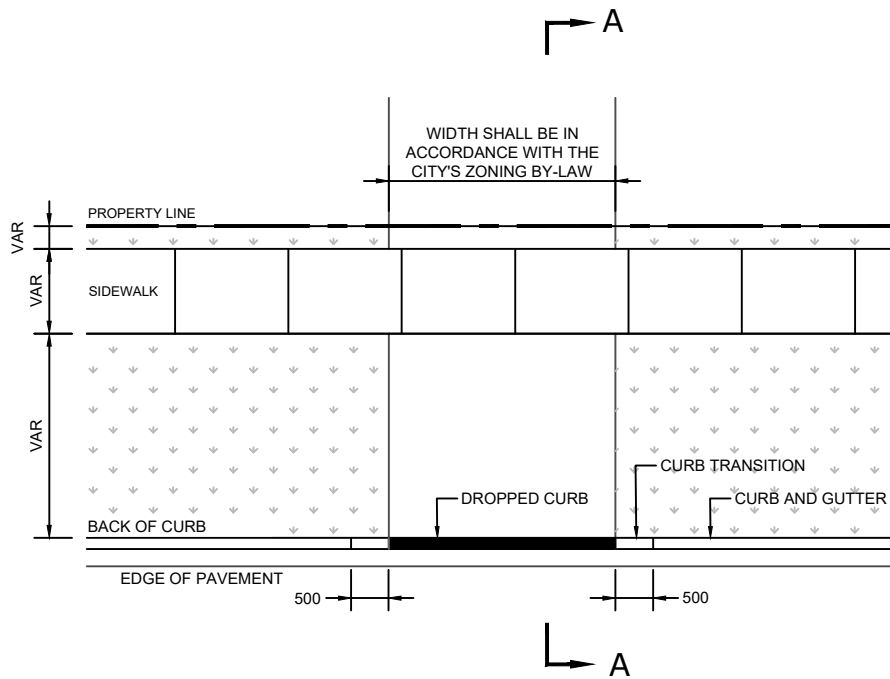 A
WIDTH SHALL BE IN
ACCORDANCE WITH THE
CITY'S ZONING BY-LAW
PROPERTY LINE
VAR
SIDEWALK
VAR
VAR
CURB TRANSITION
DROPPED CURB
CURB AND GUTTER
BACK OF CURB
EDGE OF PAVEMENT
500
500
A